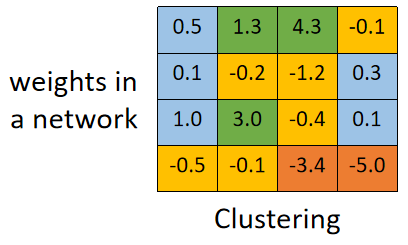 0.5 1.3 4.3 -0.1
weights in
a network
0.1 -0.2 -1.2 0.3
1.0 3.0 -0.4 0.1
-0.5 -0.1 -3.4 -5.0
Clustering